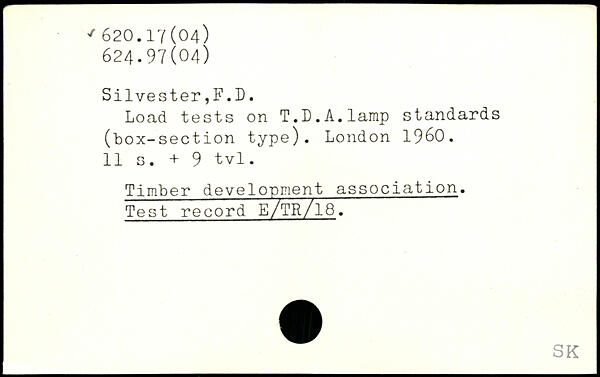 ✓ 620.17(04)
624.97(04)
Silvester,F.D.
Load tests on T.D.A.lamp standards
(box-section type). London 1960.
11 s. + 9 tvl.
Timber development association.
Test record E/TR/18.
SK